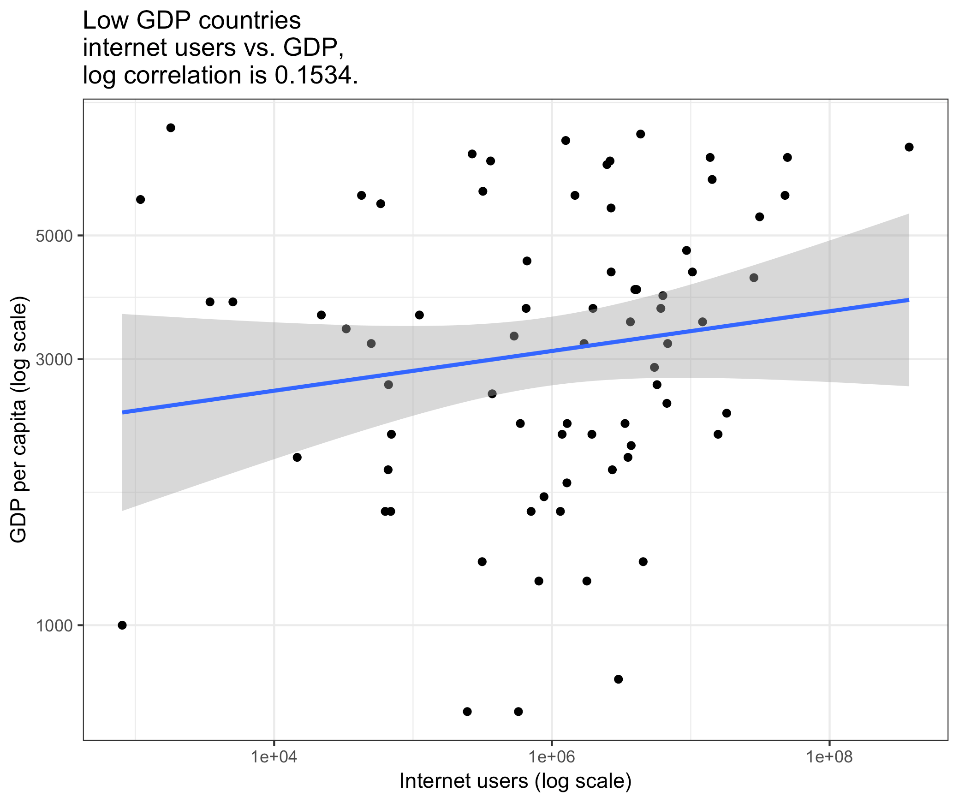 Low GDP countries
internet users vs. GDP,
log correlation is 0.1534.
GDP per capita (log scale)
5000
3000
1000
1e+04
1e+06
1e+08
Internet users (log scale)